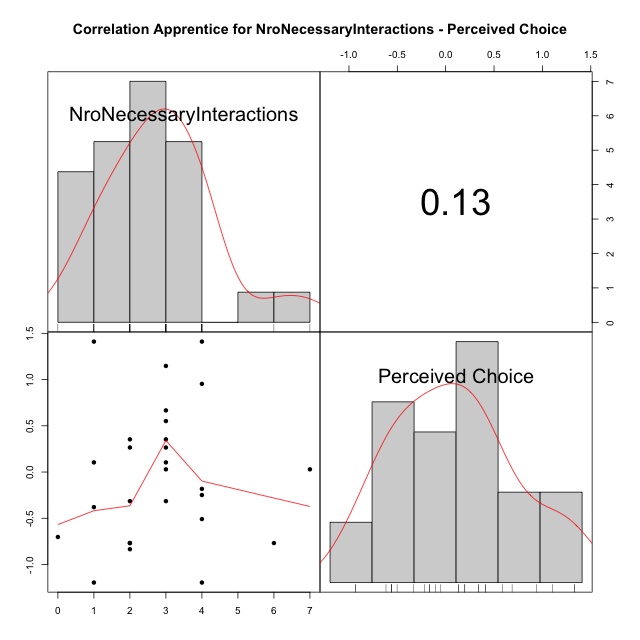 Correlation Apprentice for NroNecessaryInteractions - Perceived Choice
-1.0 -0.5 0.0 0.5 1.0 1.5
NroNecessaryInteractions
0.13
0 1 2 3 4 5 6 7
-1.0 -0.5 0.0 0.5 1.0 1.5
Perceived Choice
0 1 2 3 4 5 6 7